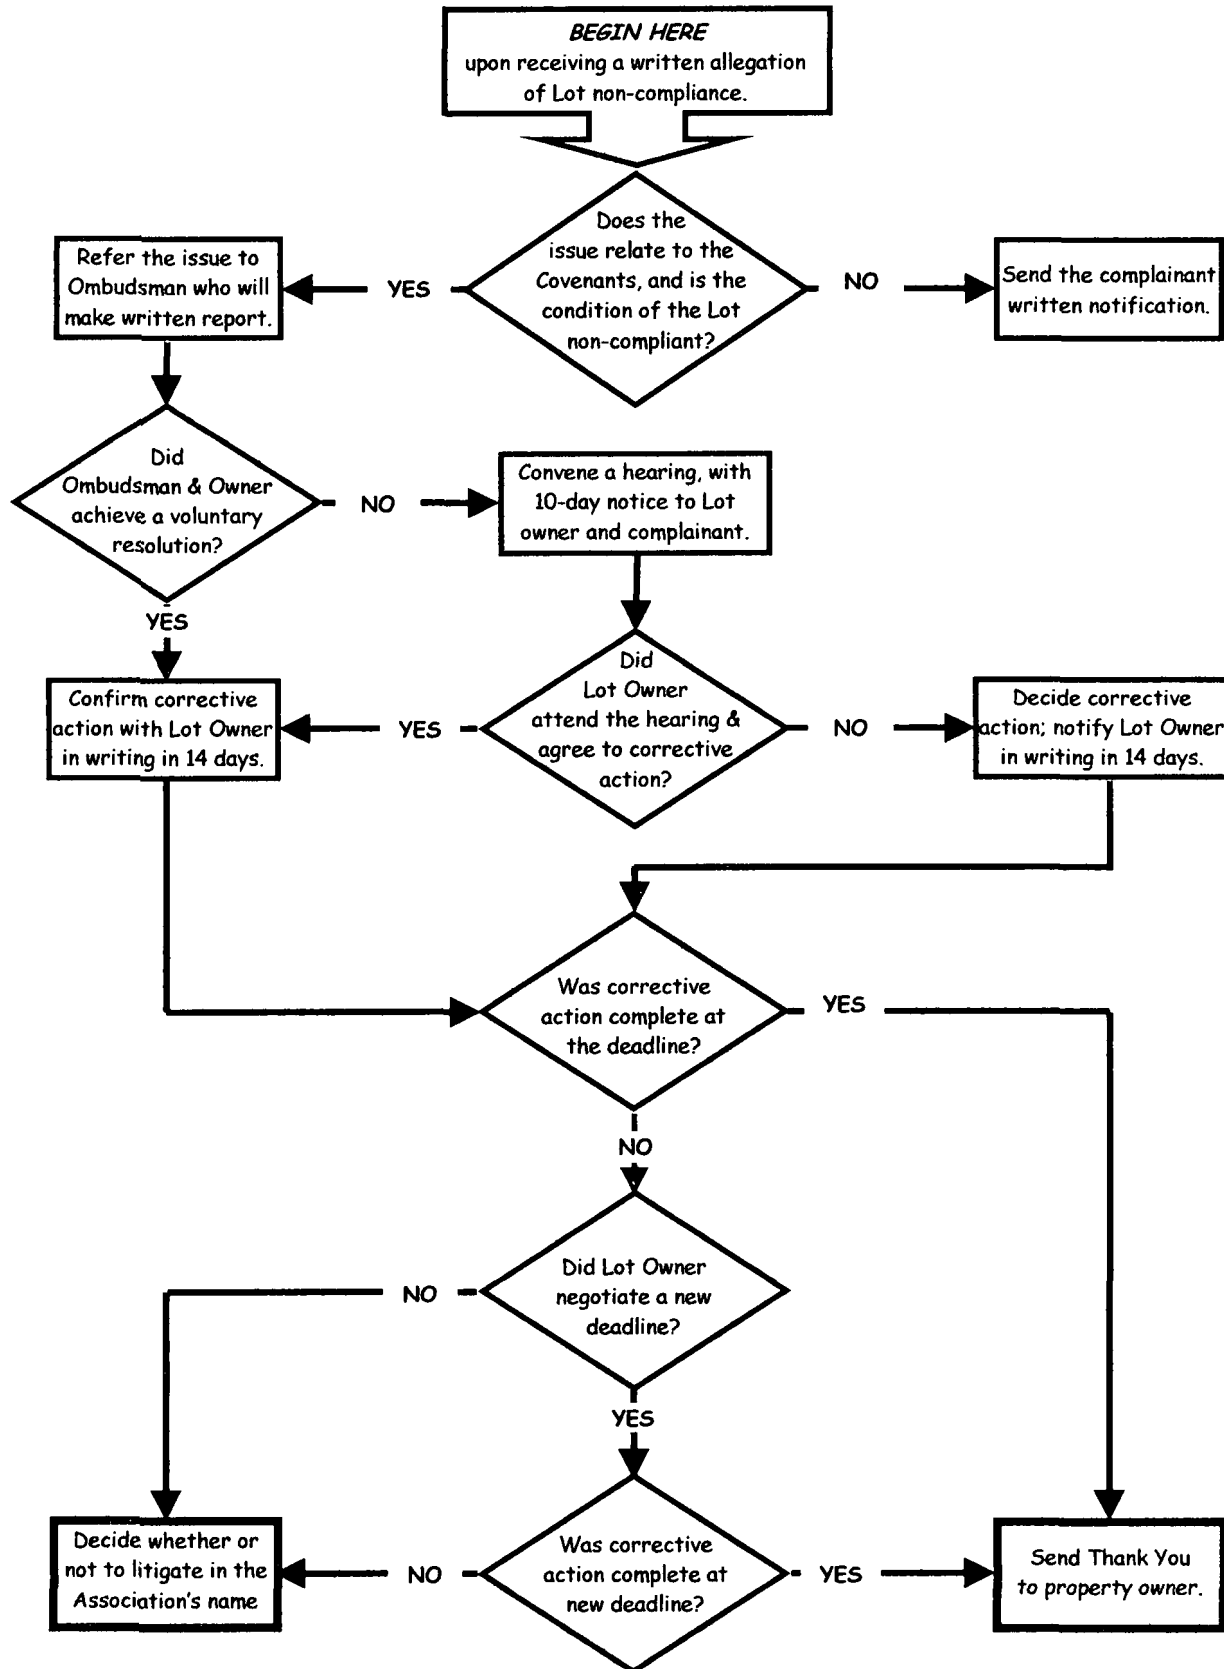 BEGIN HERE
upon receiving a written allegation
of Lot non-compliance.
Does the
issue relate to the
Covenants, and is the
condition of the Lot
non-compliant?
YES
NO
Refer the issue to
Ombudsman who will
make written report.
Send the complainant
written notification.
Did
Ombudsman & Owner
achieve a voluntary
resolution?
NO
Convene a hearing, with
10-day notice to Lot
owner and complainant.
YES
Did
Lot Owner
attend the hearing &
agree to corrective
action?
YES
NO
Confirm corrective
action with Lot Owner
in writing in 14 days.
Decide corrective
action; notify Lot Owner
in writing in 14 days.
Was corrective
action complete at
the deadline?
YES
NO
Did Lot Owner
negotiate a new
deadline?
NO
YES
Decide whether or
not to litigate in the
Association's name
NO
Was corrective
action complete at
new deadline?
YES
Send Thank You
to property owner.